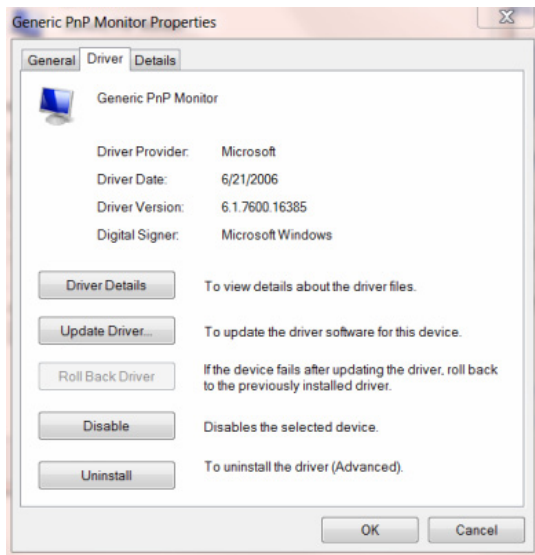 Generic PnP Monitor Properties
General Driver Details
Generic PnP Monitor
Driver Provider: Microsoft
Driver Date: 6/21/2006
Driver Version: 6.1.7600.16385
Digital Signer: Microsoft Windows
Driver Details To view details about the driver files.
Update Driver... To update the driver software for this device.
Roll Back Driver If the device fails after updating the driver, roll back
to the previously installed driver.
Disable Disables the selected device.
Uninstall To uninstall the driver (Advanced).
OK Cancel